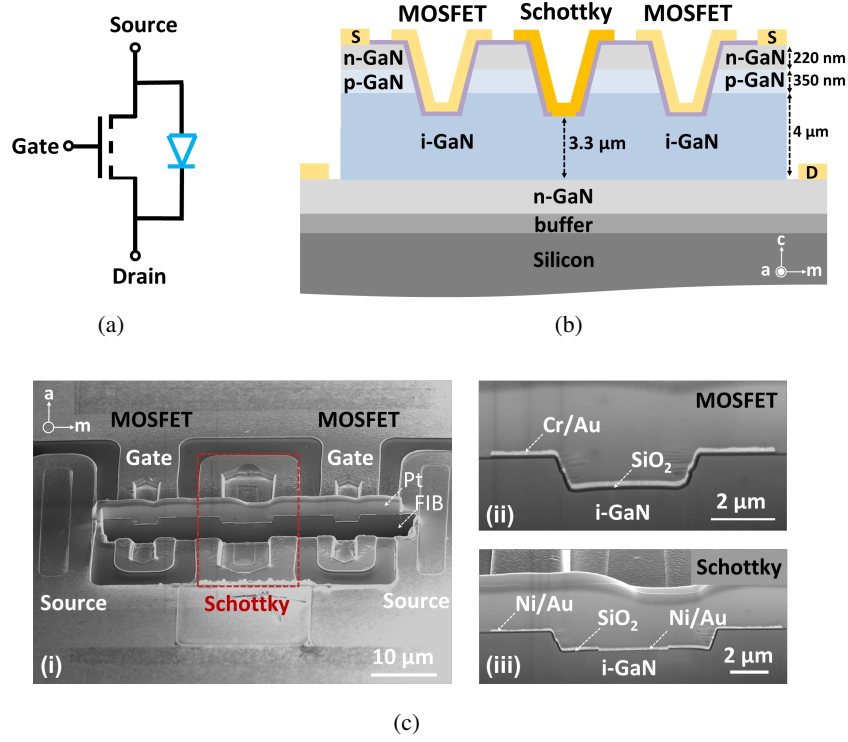 Source
Gate
Drain
(a)
MOSFET Schottky MOSFET
S S
n-GaN n-GaN 220 nm
p-GaN p-GaN 350 nm
i-GaN 3.3 µm i-GaN 4 µm
D
n-GaN
buffer
Silicon
c
a m
(b)
a
m
MOSFET MOSFET
Gate Gate
Pt
FIB
Source Schottky Source
(i) 10 µm
MOSFET
Cr/Au
SiO₂
(ii) i-GaN 2 µm
Schottky
Ni/Au SiO₂ Ni/Au
(iii) i-GaN 2 µm
(c)